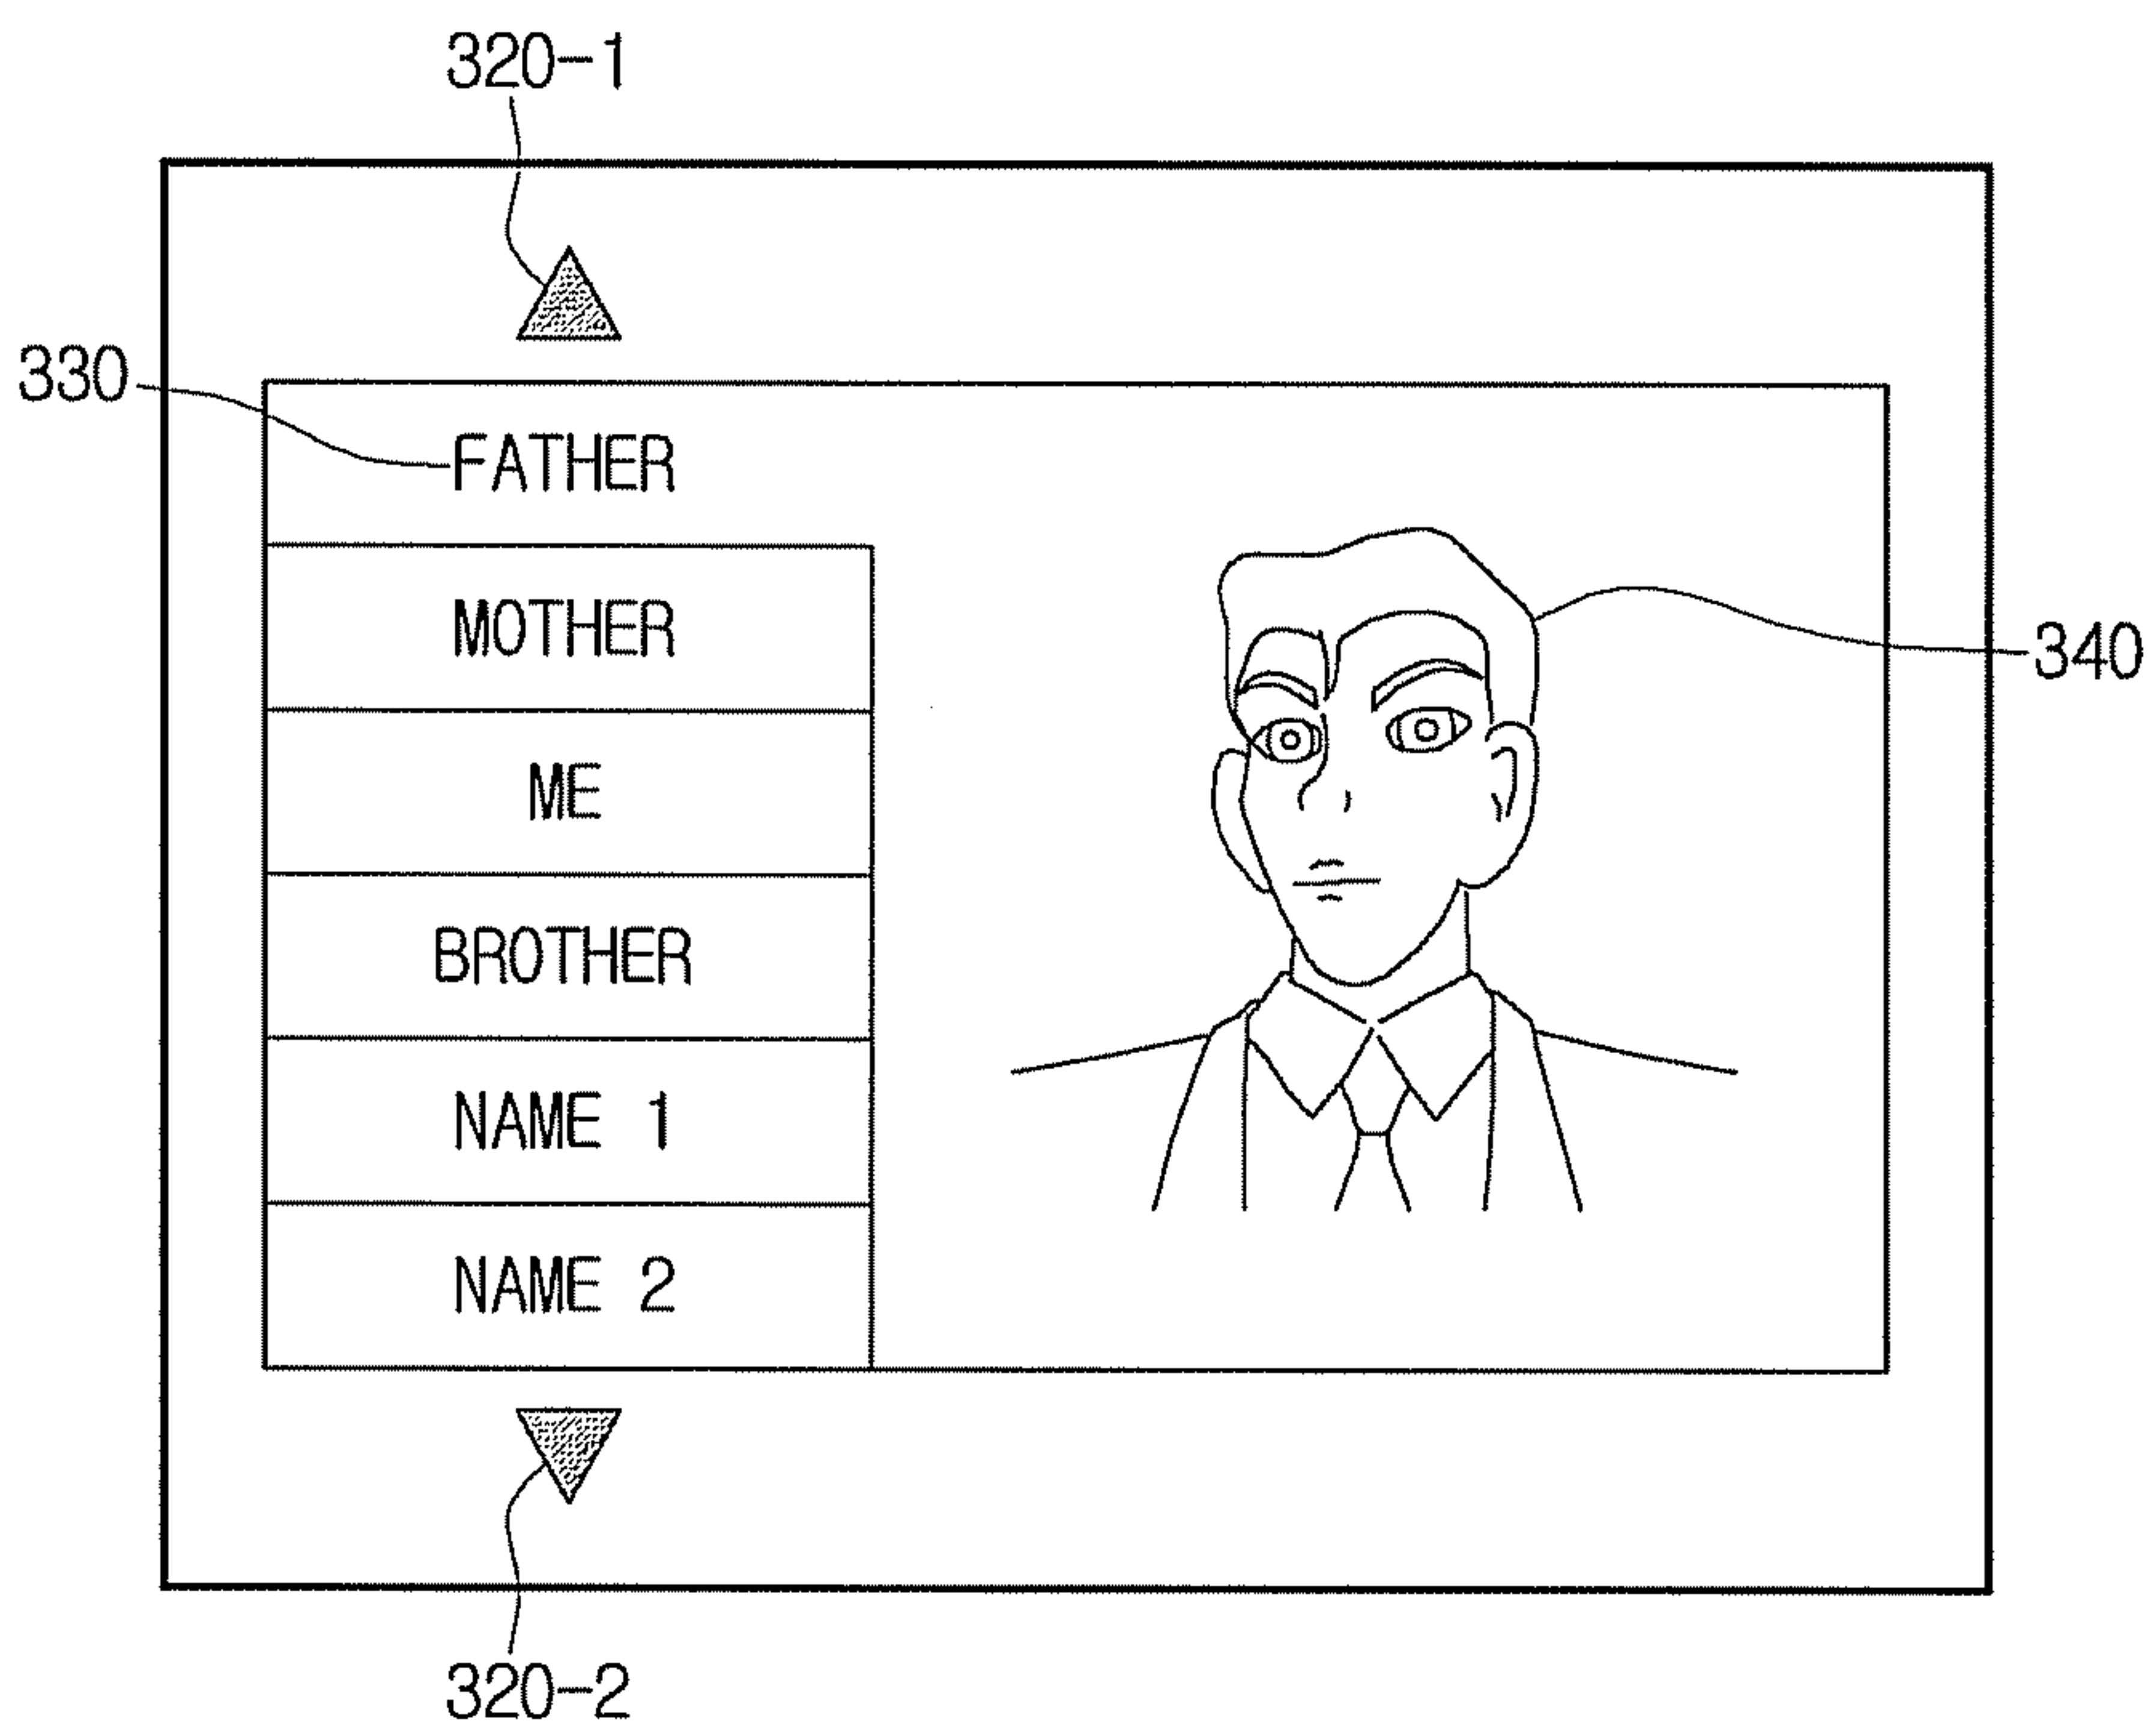 320-1
330
FATHER
MOTHER
340
ME
BROTHER
NAME 1
NAME 2
320-2